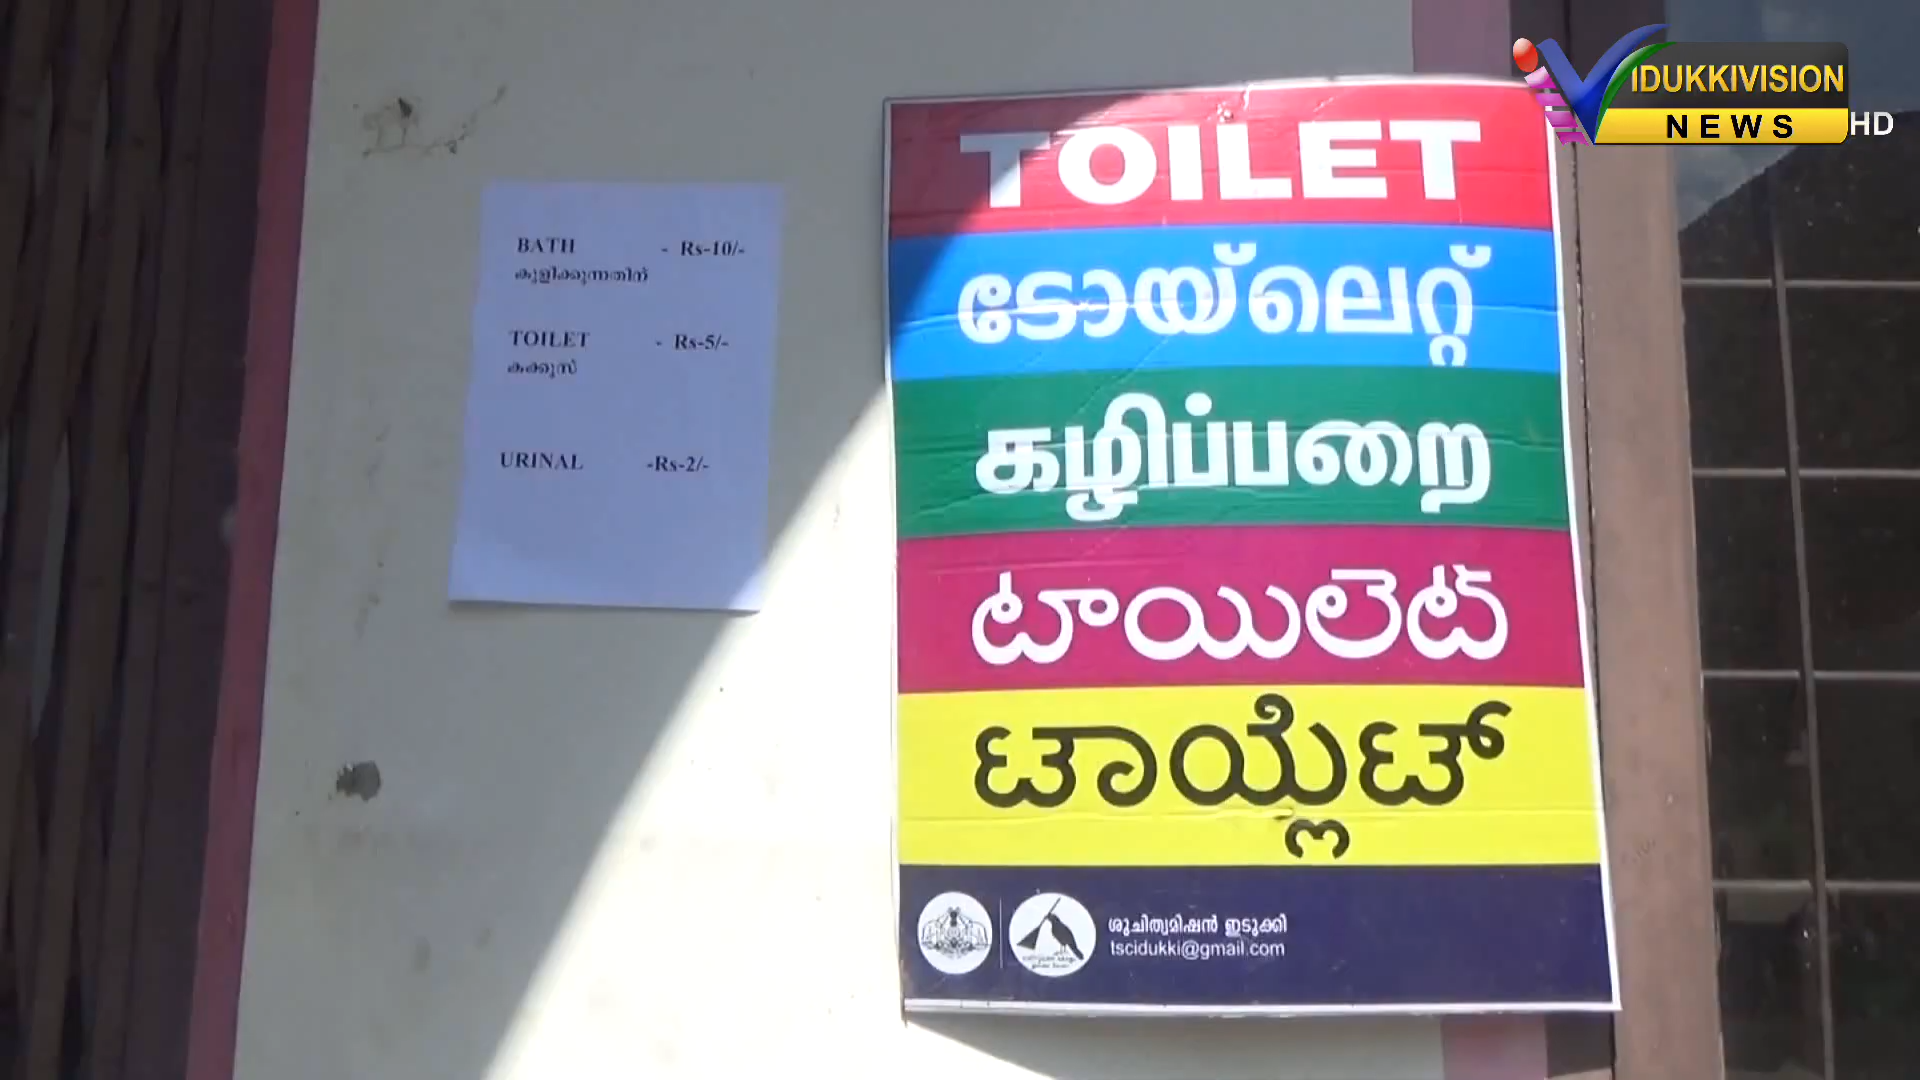 IDUKKIVISION
NEWS
HD
BATH - Rs-10/-
കുളിക്കുന്നതിന്
TOILET - Rs-5/-
കക്കൂസ്
URINAL -Rs-2/-
TOILET
ടോയ്‌ലെറ്റ്
கழிப்பறை
టాయిలెట్
ಟಾಯ್ಲೆಟ್
ശുചിത്വമിഷൻ ഇടുക്കി
tscidukki@gmail.com